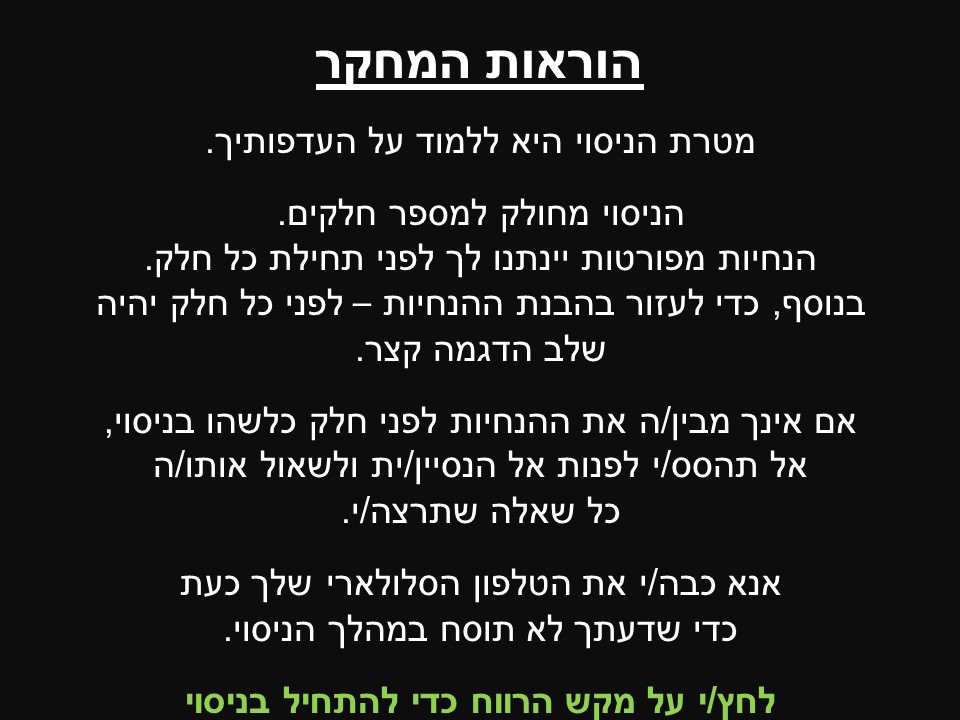 הוראות המחקר
מטרת הניסוי היא ללמוד על העדפותיך.
הניסוי מחולק למספר חלקים.
הנחיות מפורטות יינתנו לך לפני תחילת כל חלק.
בנוסף, כדי לעזור בהבנת ההנחיות – לפני כל חלק יהיה
שלב הדגמה קצר.
אם אינך מבין/ה את ההנחיות לפני חלק כלשהו בניסוי,
אל תהסס/י לפנות אל הנסיין/ית ולשאול אותו/ה
כל שאלה שתרצה/י.
אנא כבה/י את הטלפון הסלולארי שלך כעת
כדי שדעתך לא תוסח במהלך הניסוי.
לחץ/י על מקש הרווח כדי להתחיל בניסוי